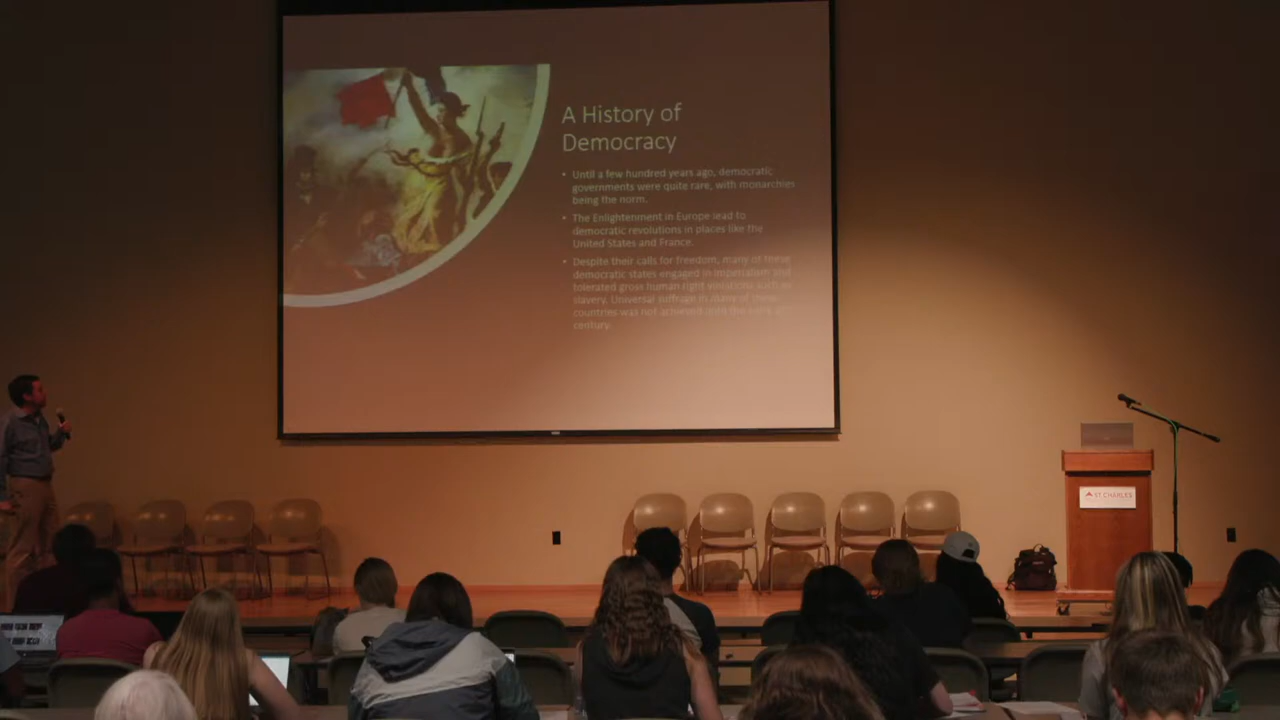 A History of
Democracy
• Until a few hundred years ago, democratic
governments were quite rare, with monarchies
being the norm.
• The Enlightenment in Europe lead to
democratic revolutions in places like the
United States and France.
• Despite their calls for freedom, many of these
democratic states engaged in imperialism and
tolerated gross human right violations such as
slavery. Universal suffrage in many of these
countries was not achieved until the
century.
ST CHARLES